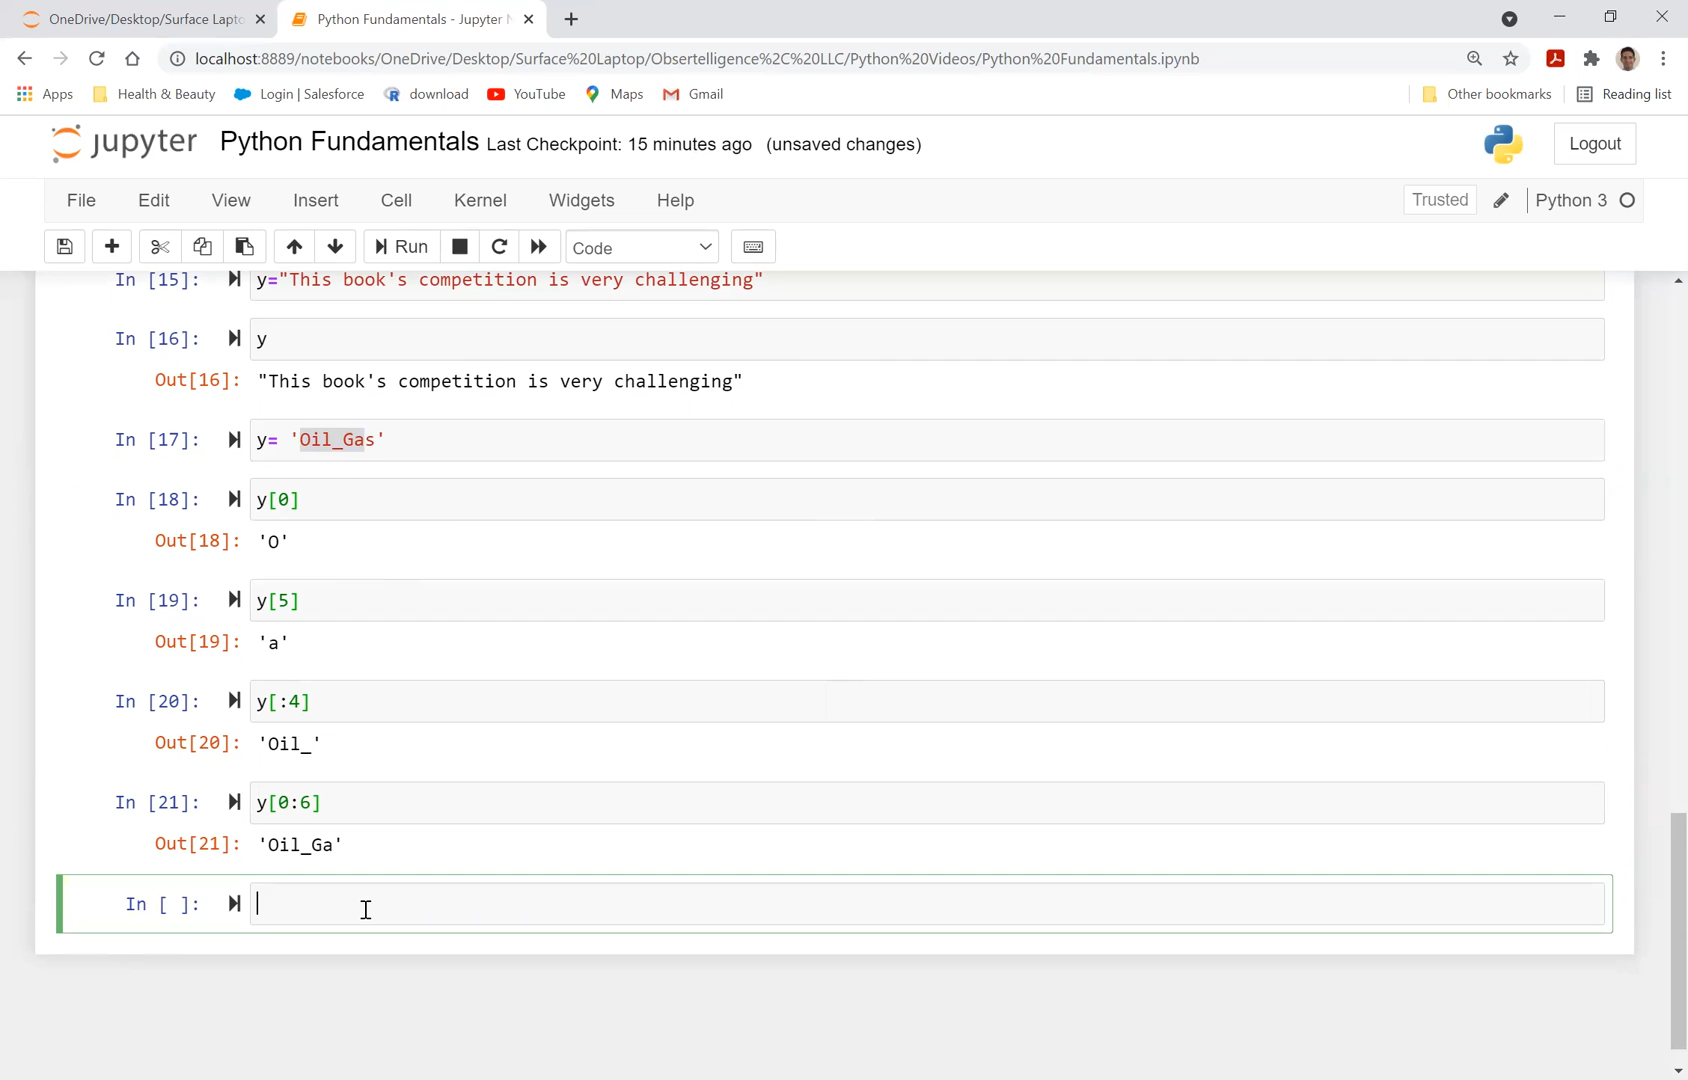 OneDrive/Desktop/Surface Lapto
Python Fundamentals - Jupyter N
localhost:8889/notebooks/OneDrive/Desktop/Surface%20Laptop/Obsertelligence%2C%20LLC/Python%20Videos/Python%20Fundamentals.ipynb
Apps Health & Beauty Login | Salesforce download YouTube Maps Gmail Other bookmarks Reading list
jupyter Python Fundamentals Last Checkpoint: 15 minutes ago (unsaved changes) Logout
File Edit View Insert Cell Kernel Widgets Help Trusted Python 3
Run Code
In [15]: y="This book's competition is very challenging"
In [16]: y
Out[16]: "This book's competition is very challenging"
In [17]: y= 'Oil_Gas'
In [18]: y[0]
Out[18]: 'O'
In [19]: y[5]
Out[19]: 'a'
In [20]: y[:4]
Out[20]: 'Oil_'
In [21]: y[0:6]
Out[21]: 'Oil_Ga'
In [ ]: